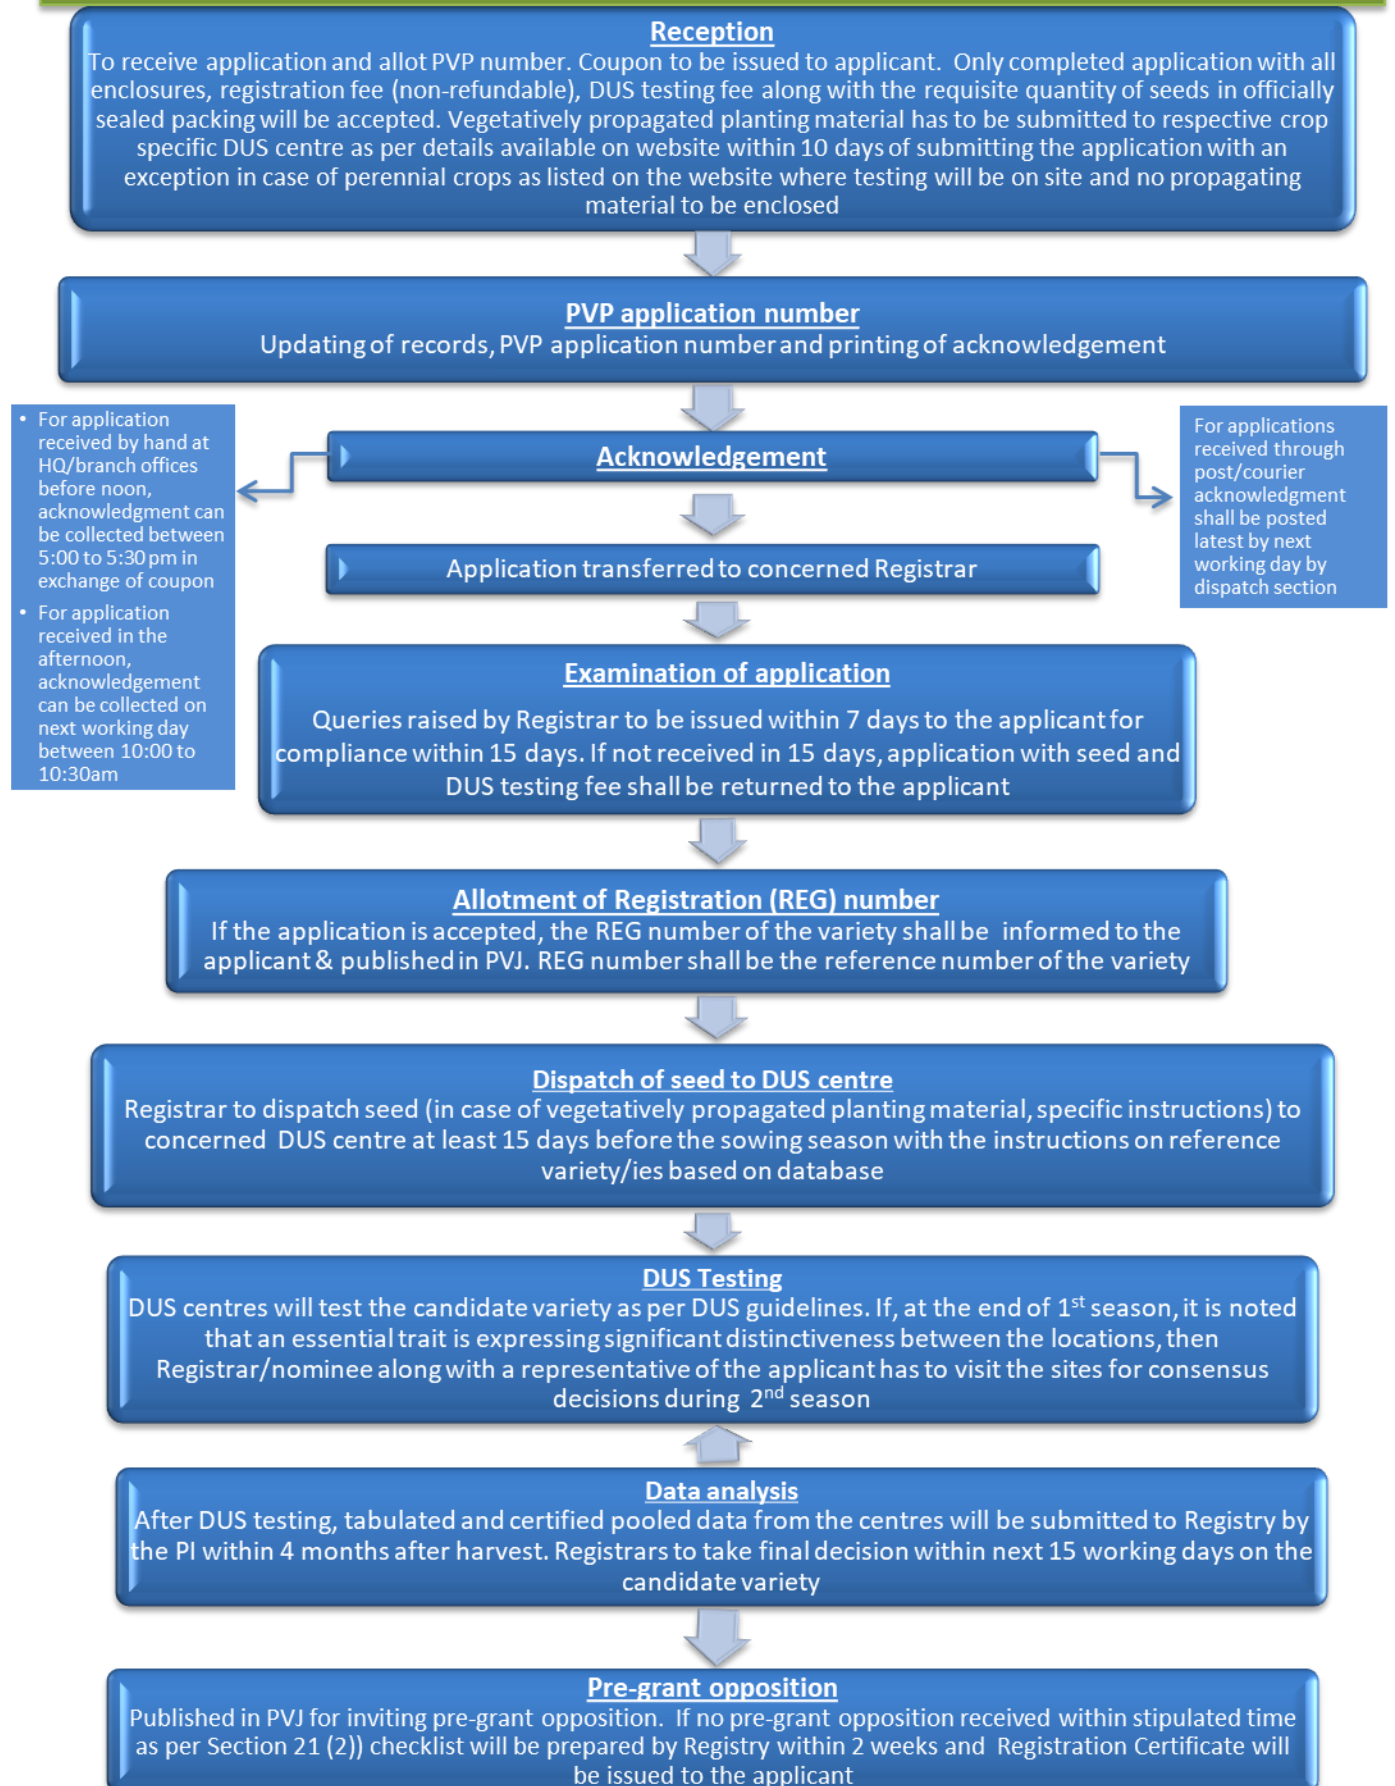 Reception
To receive application and allot PVP number. Coupon to be issued to applicant. Only completed application with all
enclosures, registration fee (non-refundable), DUS testing fee along with the requisite quantity of seeds in officially
sealed packing will be accepted. Vegetatively propagated planting material has to be submitted to respective crop
specific DUS centre as per details available on website within 10 days of submitting the application with an
exception in case of perennial crops as listed on the website where testing will be on site and no propagating
material to be enclosed
PVP application number
Updating of records, PVP application number and printing of acknowledgement
Acknowledgement
• For application
received by hand at
HQ/branch offices
before noon,
acknowledgment can
be collected between
5:00 to 5:30 pm in
exchange of coupon
• For application
received in the
afternoon,
acknowledgement
can be collected on
next working day
between 10:00 to
10:30am
For applications
received through
post/courier
acknowledgment
shall be posted
latest by next
working day by
dispatch section
Application transferred to concerned Registrar
Examination of application
Queries raised by Registrar to be issued within 7 days to the applicant for
compliance within 15 days. If not received in 15 days, application with seed and
DUS testing fee shall be returned to the applicant
Allotment of Registration (REG) number
If the application is accepted, the REG number of the variety shall be informed to the
applicant & published in PVJ. REG number shall be the reference number of the variety
Dispatch of seed to DUS centre
Registrar to dispatch seed (in case of vegetatively propagated planting material, specific instructions) to
concerned DUS centre at least 15 days before the sowing season with the instructions on reference
variety/ies based on database
DUS Testing
DUS centres will test the candidate variety as per DUS guidelines. If, at the end of 1st season, it is noted
that an essential trait is expressing significant distinctiveness between the locations, then
Registrar/nominee along with a representative of the applicant has to visit the sites for consensus
decisions during 2nd season
Data analysis
After DUS testing, tabulated and certified pooled data from the centres will be submitted to Registry by
the PI within 4 months after harvest. Registrars to take final decision within next 15 working days on the
candidate variety
Pre-grant opposition
Published in PVJ for inviting pre-grant opposition. If no pre-grant opposition received within stipulated time
as per Section 21 (2)) checklist will be prepared by Registry within 2 weeks and Registration Certificate will
be issued to the applicant